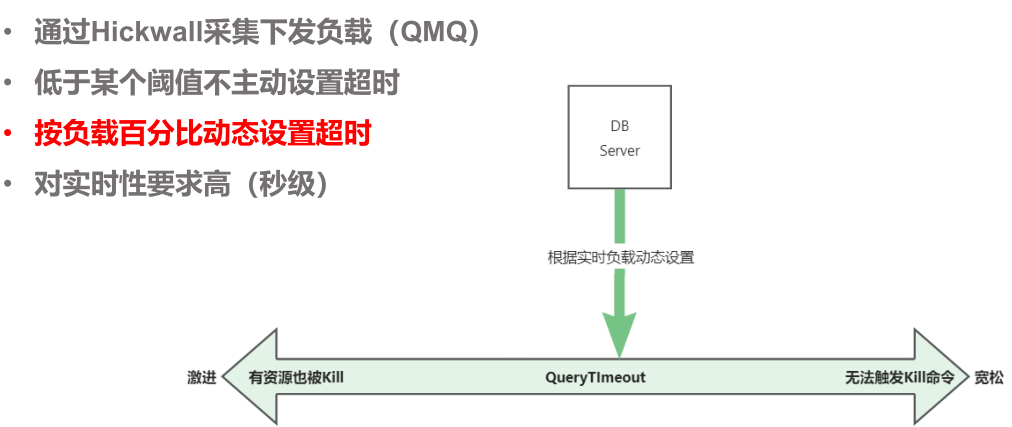 • 通过Hickwall采集下发负载（QMQ）
• 低于某个阈值不主动设置超时
• 按负载百分比动态设置超时
• 对实时性要求高（秒级）
DB
Server
根据实时负载动态设置
激进
有资源也被Kill
QueryTImeout
无法触发Kill命令
宽松